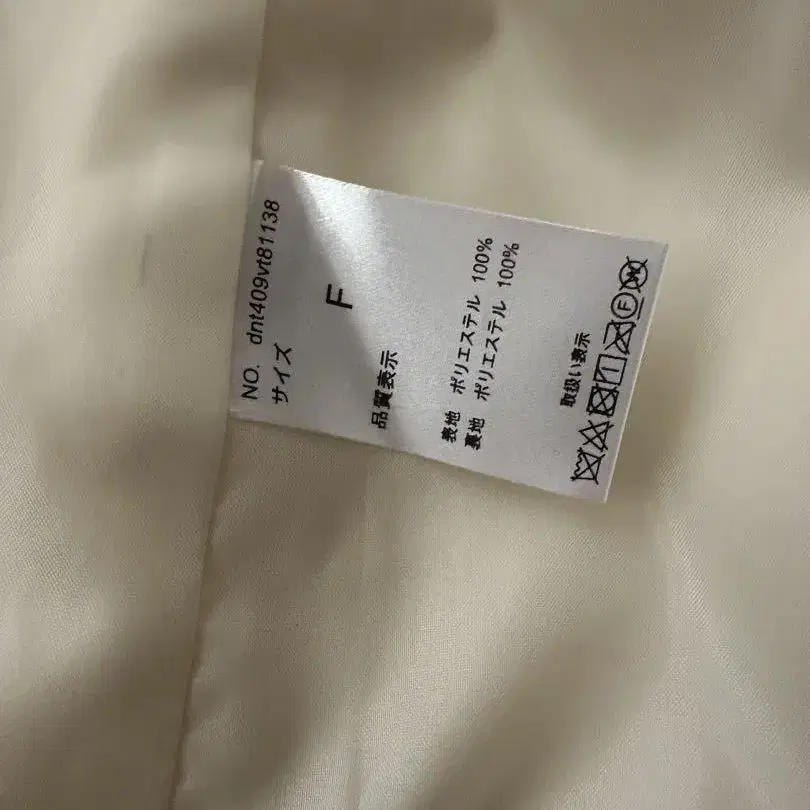 NO. dnt409vt81138
サイズ
F
品質表示
表地 ポリエステル 100%
裏地 ポリエステル 100%
取扱い表示